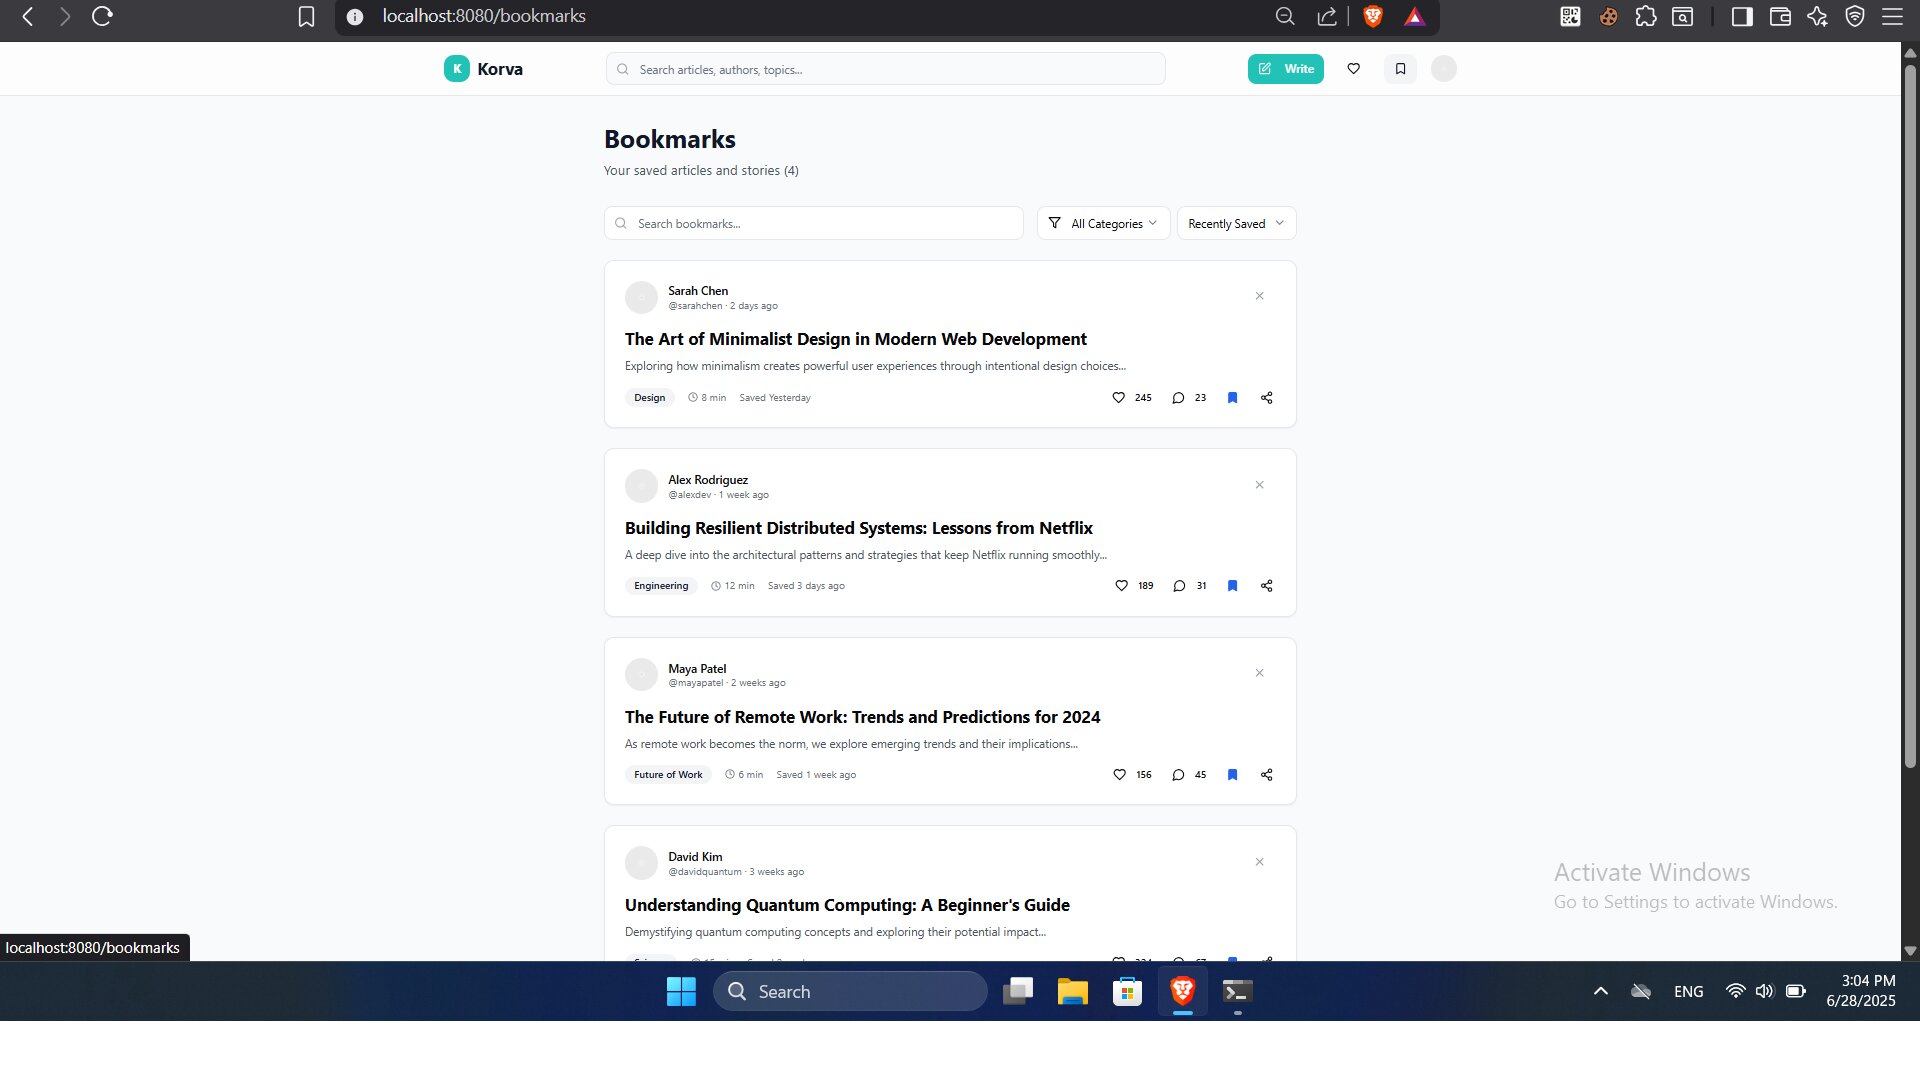 localhost:8080/bookmarks
K Korva
Search articles, authors, topics...
Write
Bookmarks
Your saved articles and stories (4)
Search bookmarks...
All Categories
Recently Saved
Sarah Chen
@sarahchen · 2 days ago
The Art of Minimalist Design in Modern Web Development
Exploring how minimalism creates powerful user experiences through intentional design choices...
Design 8 min Saved Yesterday 245 23
Alex Rodriguez
@alexdev · 1 week ago
Building Resilient Distributed Systems: Lessons from Netflix
A deep dive into the architectural patterns and strategies that keep Netflix running smoothly...
Engineering 12 min Saved 3 days ago 189 31
Maya Patel
@mayapatel · 2 weeks ago
The Future of Remote Work: Trends and Predictions for 2024
As remote work becomes the norm, we explore emerging trends and their implications...
Future of Work 6 min Saved 1 week ago 156 45
David Kim
@davidquantum · 3 weeks ago
Understanding Quantum Computing: A Beginner's Guide
Demystifying quantum computing concepts and exploring their potential impact...
Activate Windows
Go to Settings to activate Windows.
localhost:8080/bookmarks
Search
ENG
3:04 PM
6/28/2025